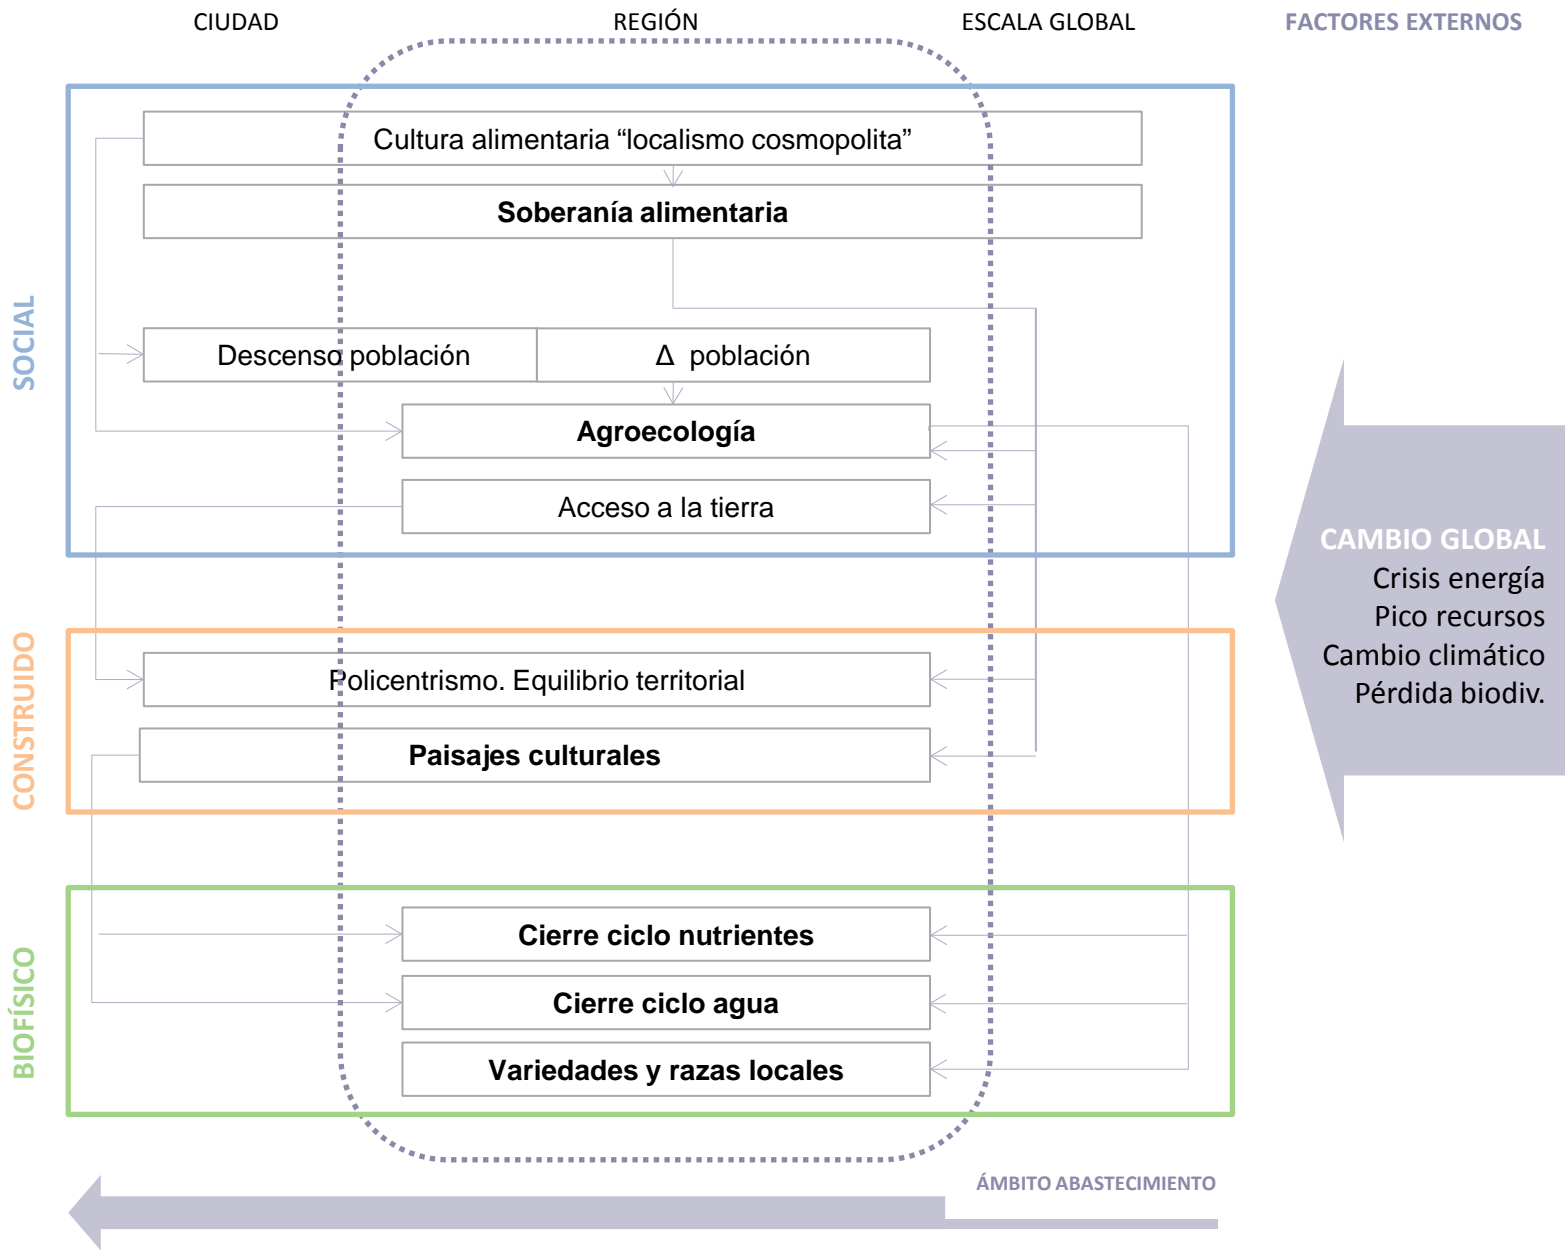 CIUDAD
REGIÓN
ESCALA GLOBAL
FACTORES EXTERNOS
SOCIAL
Cultura alimentaria “localismo cosmopolita”
Soberanía alimentaria
Descenso población
Δ población
Agroecología
Acceso a la tierra
CONSTRUIDO
Policentrismo. Equilibrio territorial
Paisajes culturales
BIOFÍSICO
Cierre ciclo nutrientes
Cierre ciclo agua
Variedades y razas locales
CAMBIO GLOBAL
Crisis energía
Pico recursos
Cambio climático
Pérdida biodiv.
ÁMBITO ABASTECIMIENTO